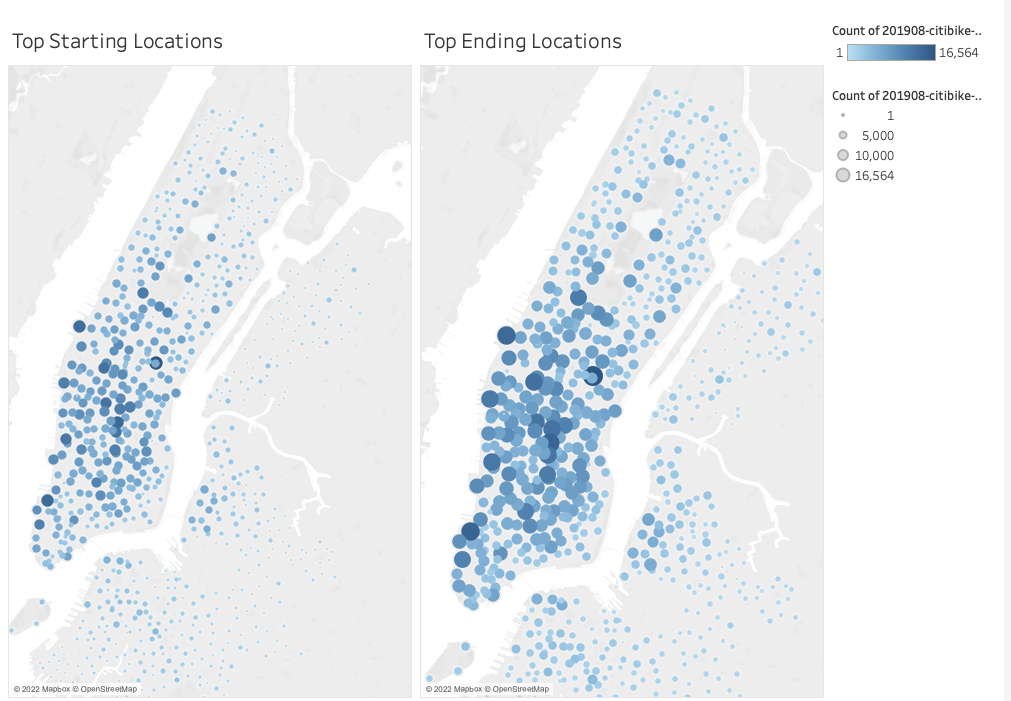 Top Starting Locations
Top Ending Locations
Count of 201908-citibike-..
1 16,564
Count of 201908-citibike-..
1
5,000
10,000
16,564
© 2022 Mapbox © OpenStreetMap
© 2022 Mapbox © OpenStreetMap